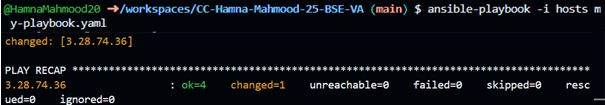 @HamnaMahmood20 ➜/workspaces/CC-Hamna-Mahmood-25-BSE-VA (main) $ ansible-playbook -i hosts m
y-playbook.yaml
changed: [3.28.74.36]
PLAY RECAP *********************************************************************************
3.28.74.36 : ok=4 changed=1 unreachable=0 failed=0 skipped=0 resc
ued=0 ignored=0